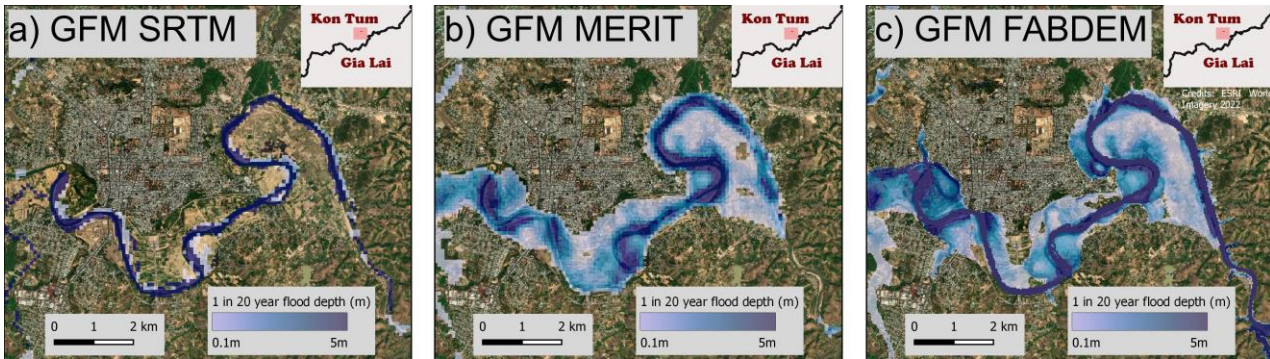 a) GFM SRTM
Kon Tum
Gia Lai
1 in 20 year flood depth (m)
0 1 2 km
0.1m 5m
b) GFM MERIT
Kon Tum
Gia Lai
1 in 20 year flood depth (m)
0 1 2 km
0.1m 5m
c) GFM FABDEM
Kon Tum
Gia Lai
Credits: ESRI World
Imagery 2022
1 in 20 year flood depth (m)
0 1 2 km
0.1m 5m